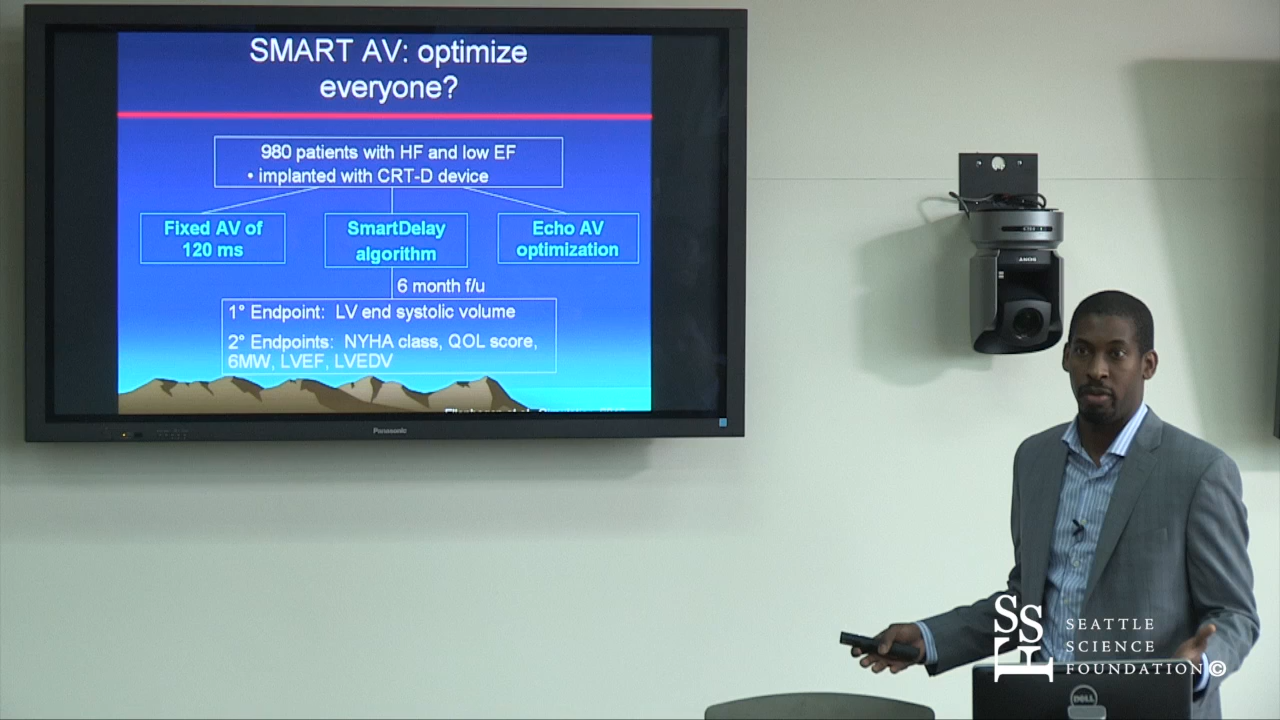 SMART AV: optimize
everyone?
980 patients with HF and low EF
• implanted with CRT-D device
Fixed AV of
120 ms
SmartDelay
algorithm
Echo AV
optimization
6 month f/u
1° Endpoint: LV end systolic volume
2° Endpoints: NYHA class, QOL score,
6MW, LVEF, LVEDV
Panasonic
SONY
SSF
SEATTLE
SCIENCE
FOUNDATION©
DELL